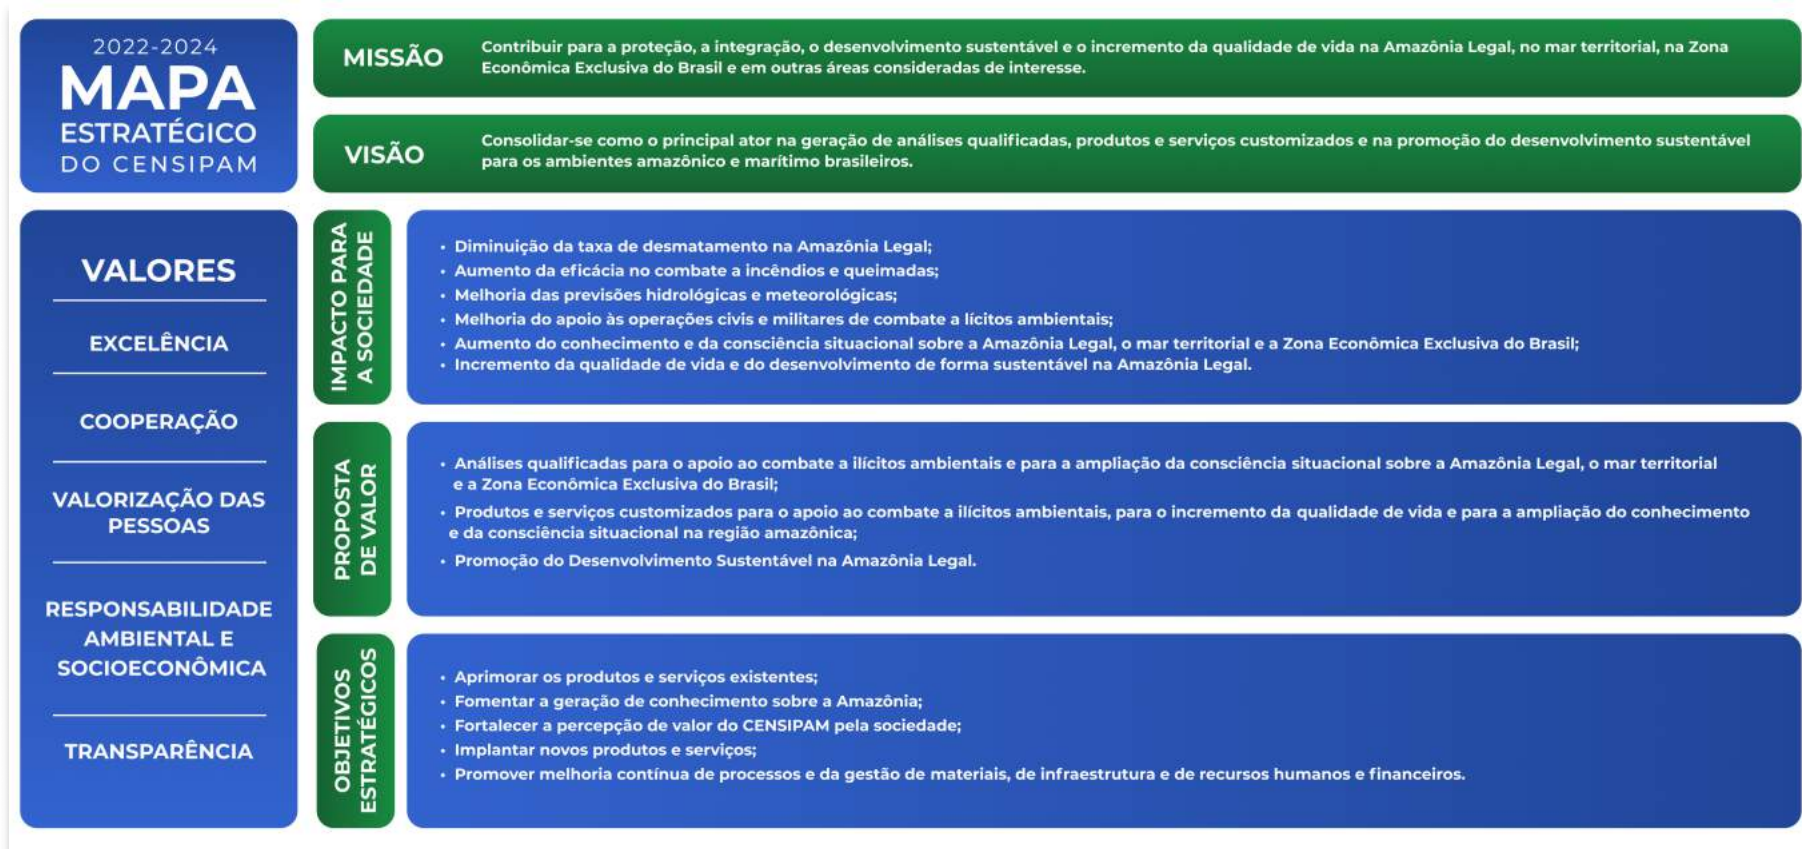 2022-2024
MAPA
ESTRATÉGICO
DO CENSIPAM
MISSÃO
Contribuir para a proteção, a integração, o desenvolvimento sustentável e o incremento da qualidade de vida na Amazônia Legal, no mar territorial, na Zona
Econômica Exclusiva do Brasil e em outras áreas consideradas de interesse.
VISÃO
Consolidar-se como o principal ator na geração de análises qualificadas, produtos e serviços customizados e na promoção do desenvolvimento sustentável
para os ambientes amazônico e marítimo brasileiros.
VALORES
EXCELÊNCIA
COOPERAÇÃO
VALORIZAÇÃO DAS
PESSOAS
RESPONSABILIDADE
AMBIENTAL E
SOCIOECONÔMICA
TRANSPARÊNCIA
IMPACTO PARA
A SOCIEDADE
• Diminuição da taxa de desmatamento na Amazônia Legal;
• Aumento da eficácia no combate a incêndios e queimadas;
• Melhoria das previsões hidrológicas e meteorológicas;
• Melhoria do apoio às operações civis e militares de combate a lícitos ambientais;
• Aumento do conhecimento e da consciência situacional sobre a Amazônia Legal, o mar territorial e a Zona Econômica Exclusiva do Brasil;
• Incremento da qualidade de vida e do desenvolvimento de forma sustentável na Amazônia Legal.
PROPOSTA
DE VALOR
• Análises qualificadas para o apoio ao combate a ilícitos ambientais e para a ampliação da consciência situacional sobre a Amazônia Legal, o mar territorial
e a Zona Econômica Exclusiva do Brasil;
• Produtos e serviços customizados para o apoio ao combate a ilícitos ambientais, para o incremento da qualidade de vida e para a ampliação do conhecimento
e da consciência situacional na região amazônica;
• Promoção do Desenvolvimento Sustentável na Amazônia Legal.
OBJETIVOS
ESTRATÉGICOS
• Aprimorar os produtos e serviços existentes;
• Fomentar a geração de conhecimento sobre a Amazônia;
• Fortalecer a percepção de valor do CENSIPAM pela sociedade;
• Implantar novos produtos e serviços;
• Promover melhoria contínua de processos e da gestão de materiais, de infraestrutura e de recursos humanos e financeiros.